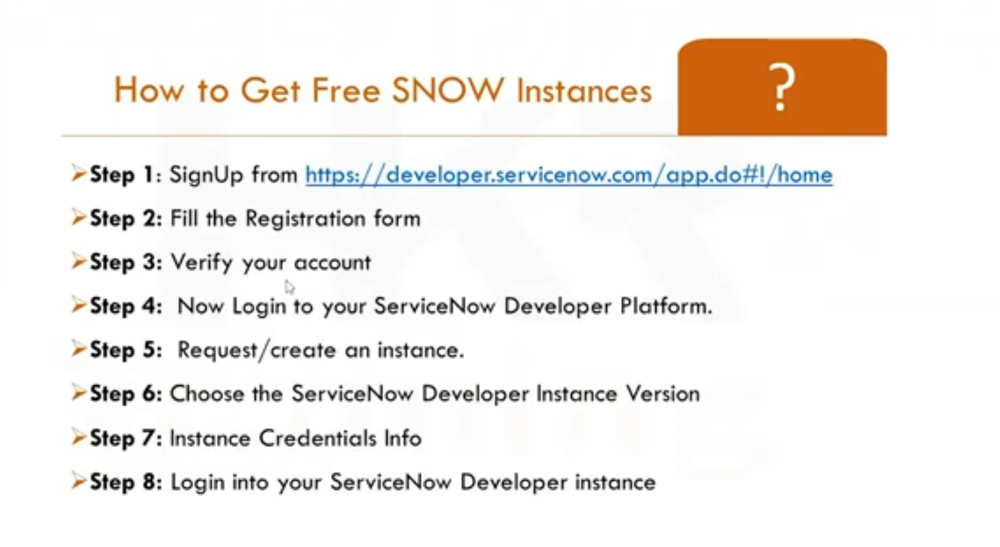 How to Get Free SNOW Instances
?
Step 1: SignUp from https://developer.servicenow.com/app.do#!/home
Step 2: Fill the Registration form
Step 3: Verify your account
Step 4: Now Login to your ServiceNow Developer Platform.
Step 5: Request/create an instance.
Step 6: Choose the ServiceNow Developer Instance Version
Step 7: Instance Credentials Info
Step 8: Login into your ServiceNow Developer instance